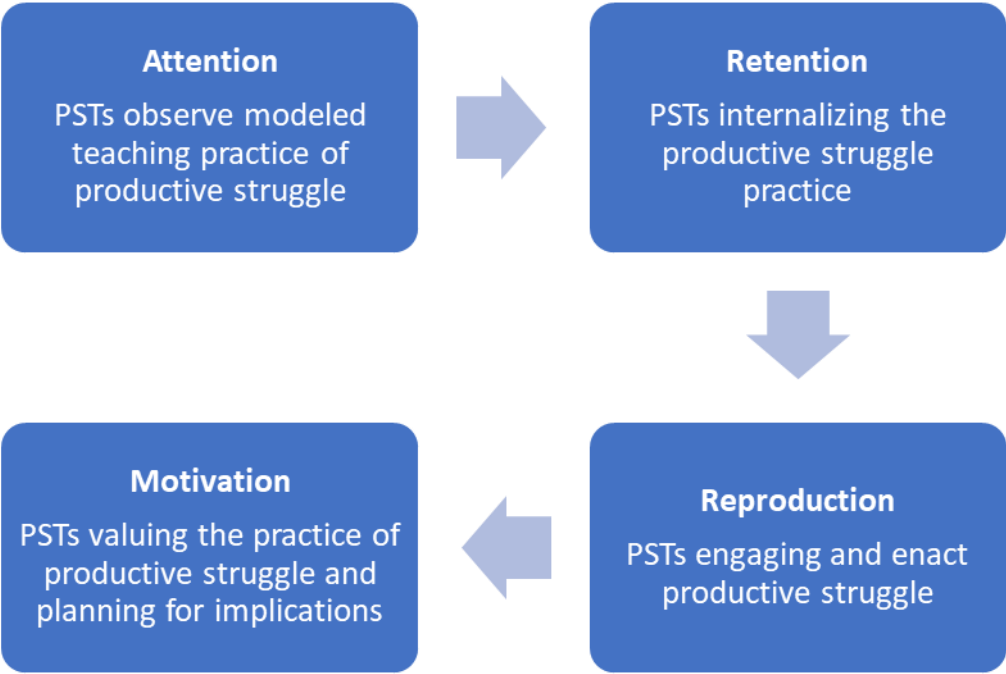 Attention
PSTs observe modeled
teaching practice of
productive struggle
Retention
PSTs internalizing the
productive struggle
practice
Reproduction
PSTs engaging and enact
productive struggle
Motivation
PSTs valuing the practice of
productive struggle and
planning for implications